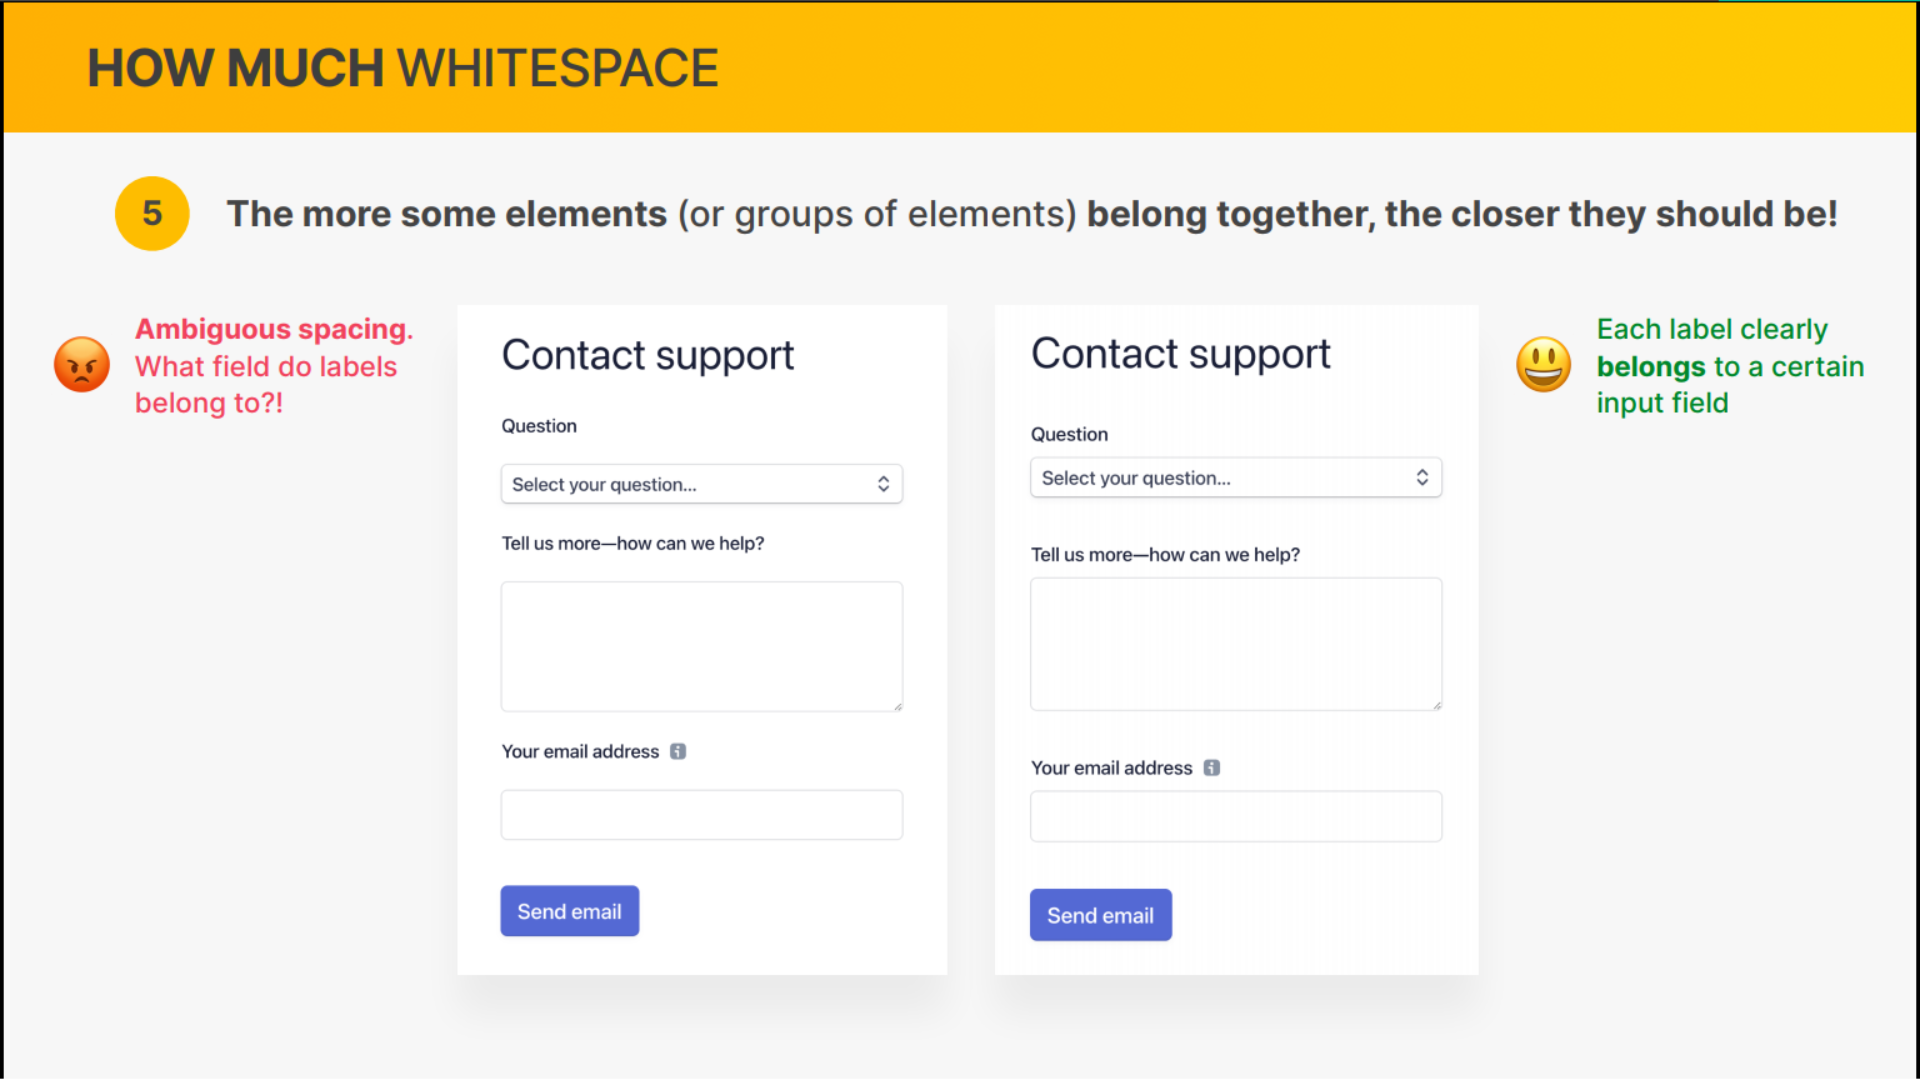 HOW MUCH WHITESPACE
5
The more some elements (or groups of elements) belong together, the closer they should be!
Ambiguous spacing.
What field do labels
belong to?!
Contact support
Question
Select your question...
Tell us more—how can we help?
Your email address
Send email
Contact support
Question
Select your question...
Tell us more—how can we help?
Your email address
Send email
Each label clearly
belongs to a certain
input field